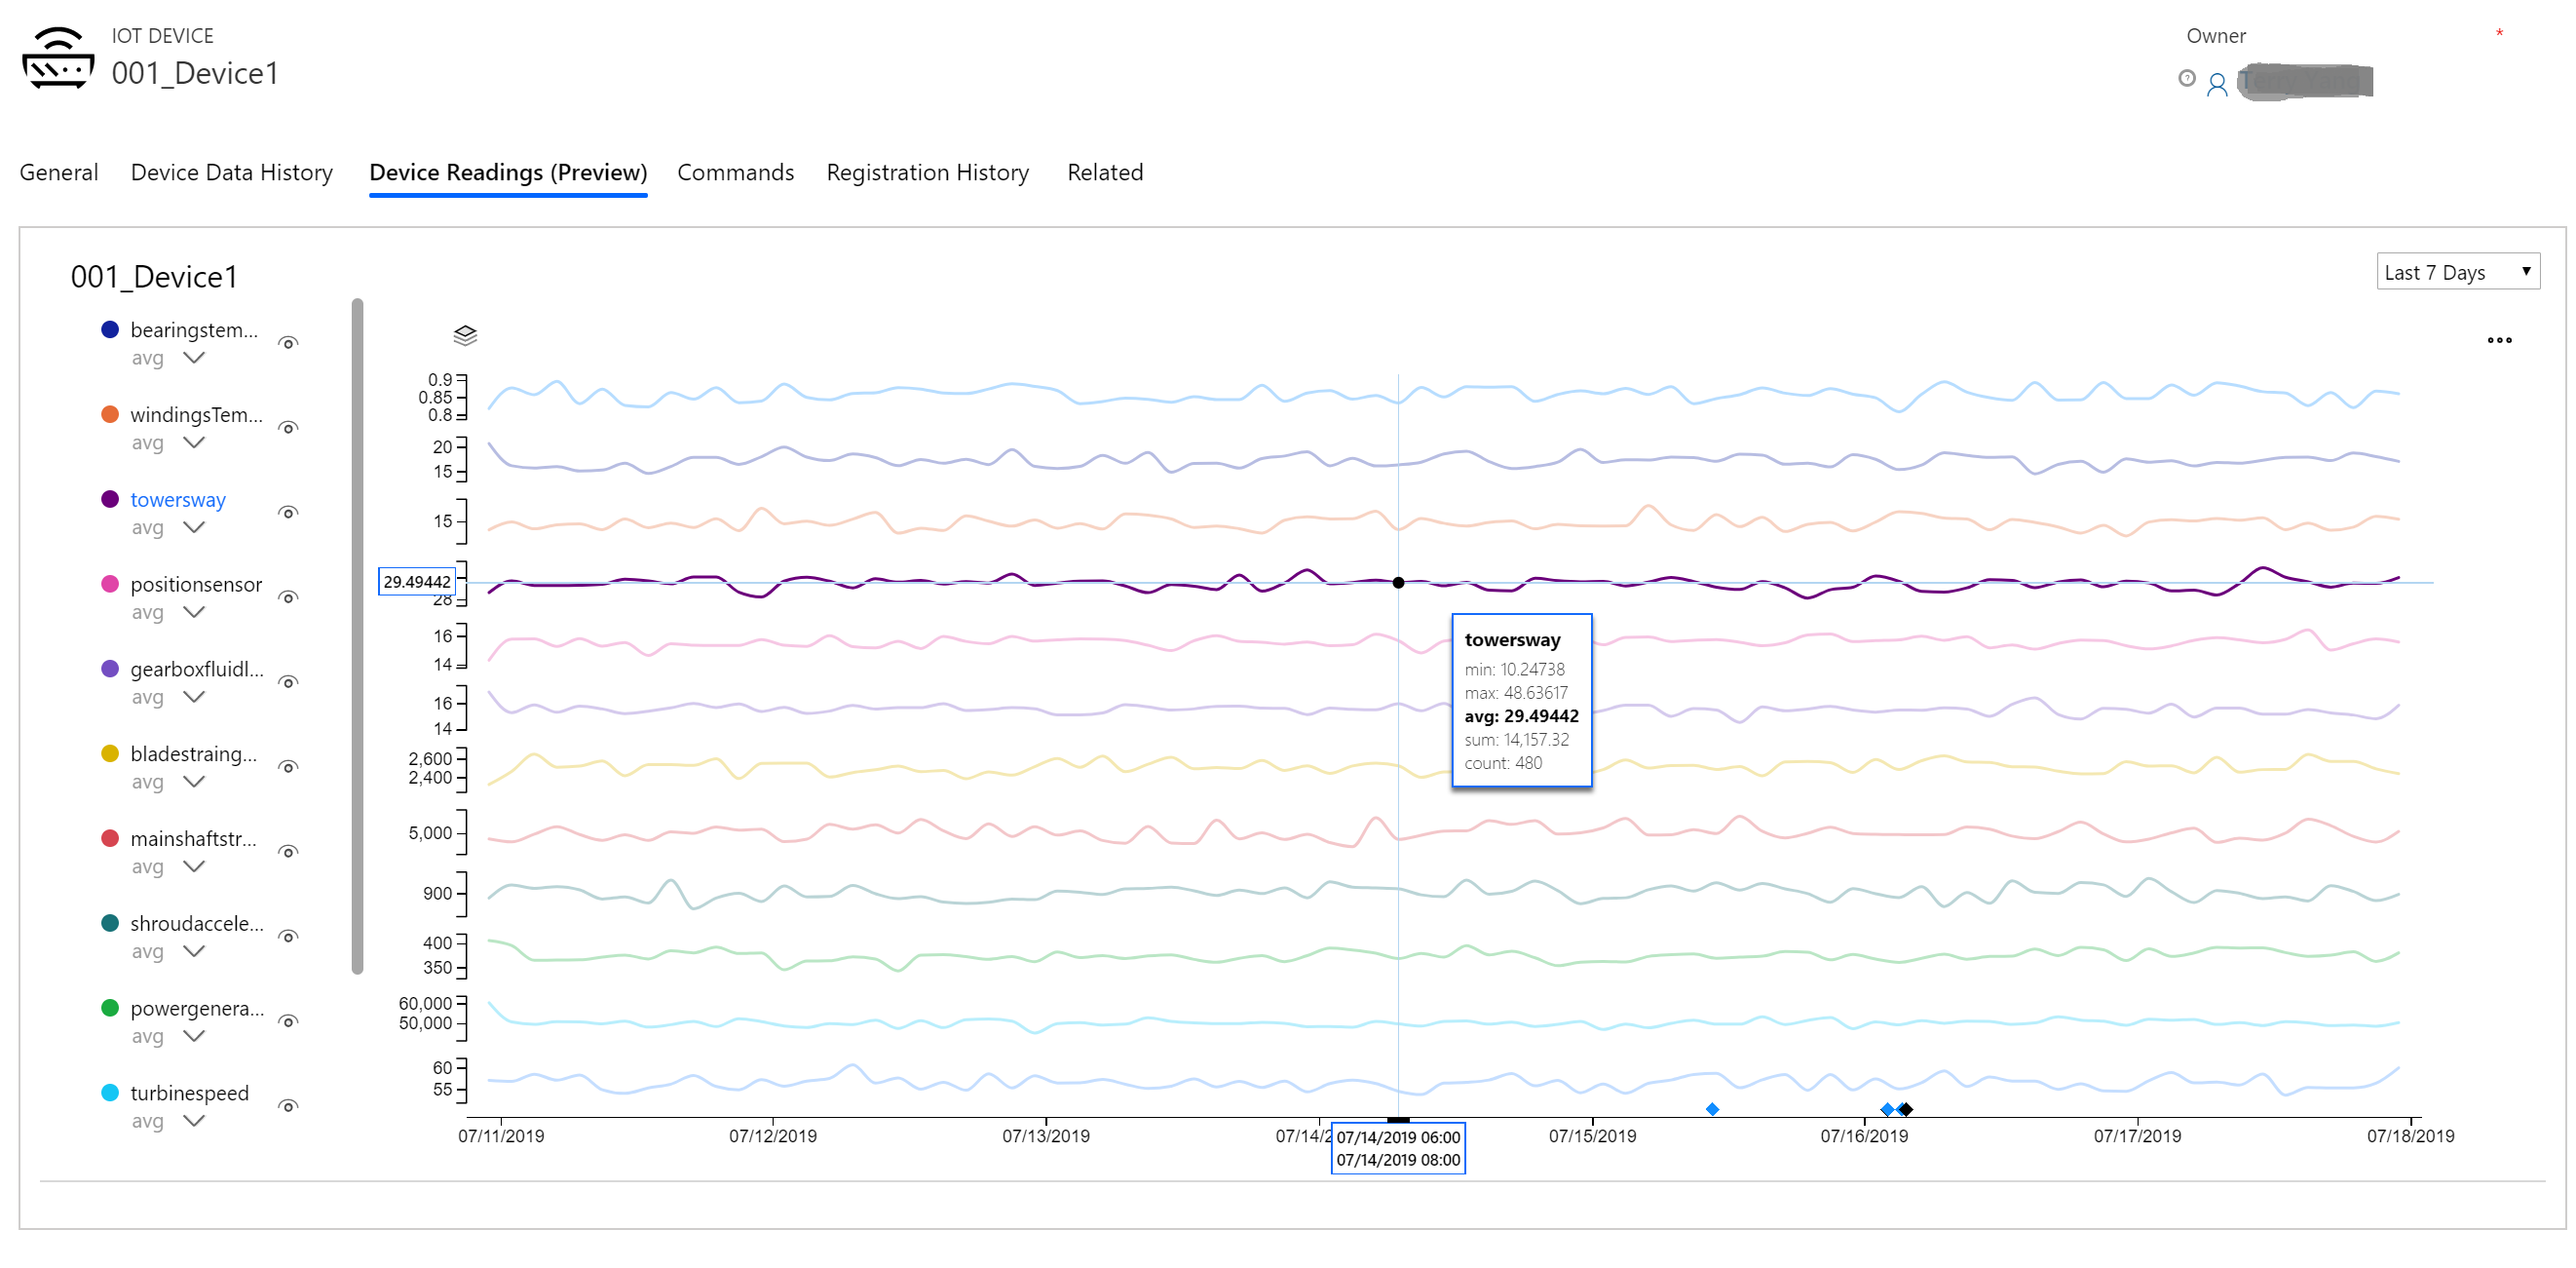 IOT DEVICE
001_Device1
Owner
*
General Device Data History Device Readings (Preview) Commands Registration History Related
001_Device1
Last 7 Days
bearingstem...
avg
windingsTem...
avg
towersway
avg
positionsensor
avg
gearboxfluidl...
avg
bladestraing...
avg
mainshaftstr...
avg
shroudaccele...
avg
powergenera...
avg
turbinespeed
avg
0.9
0.85
0.8
20
15
15
29.49442
28
16
14
16
14
2,600
2,400
5,000
900
400
350
60,000
50,000
60
55
towersway
min: 10.24738
max: 48.63617
avg: 29.49442
sum: 14,157.32
count: 480
07/11/2019 07/12/2019 07/13/2019 07/14/2 07/15/2019 07/16/2019 07/17/2019 07/18/2019
07/14/2019 06:00
07/14/2019 08:00